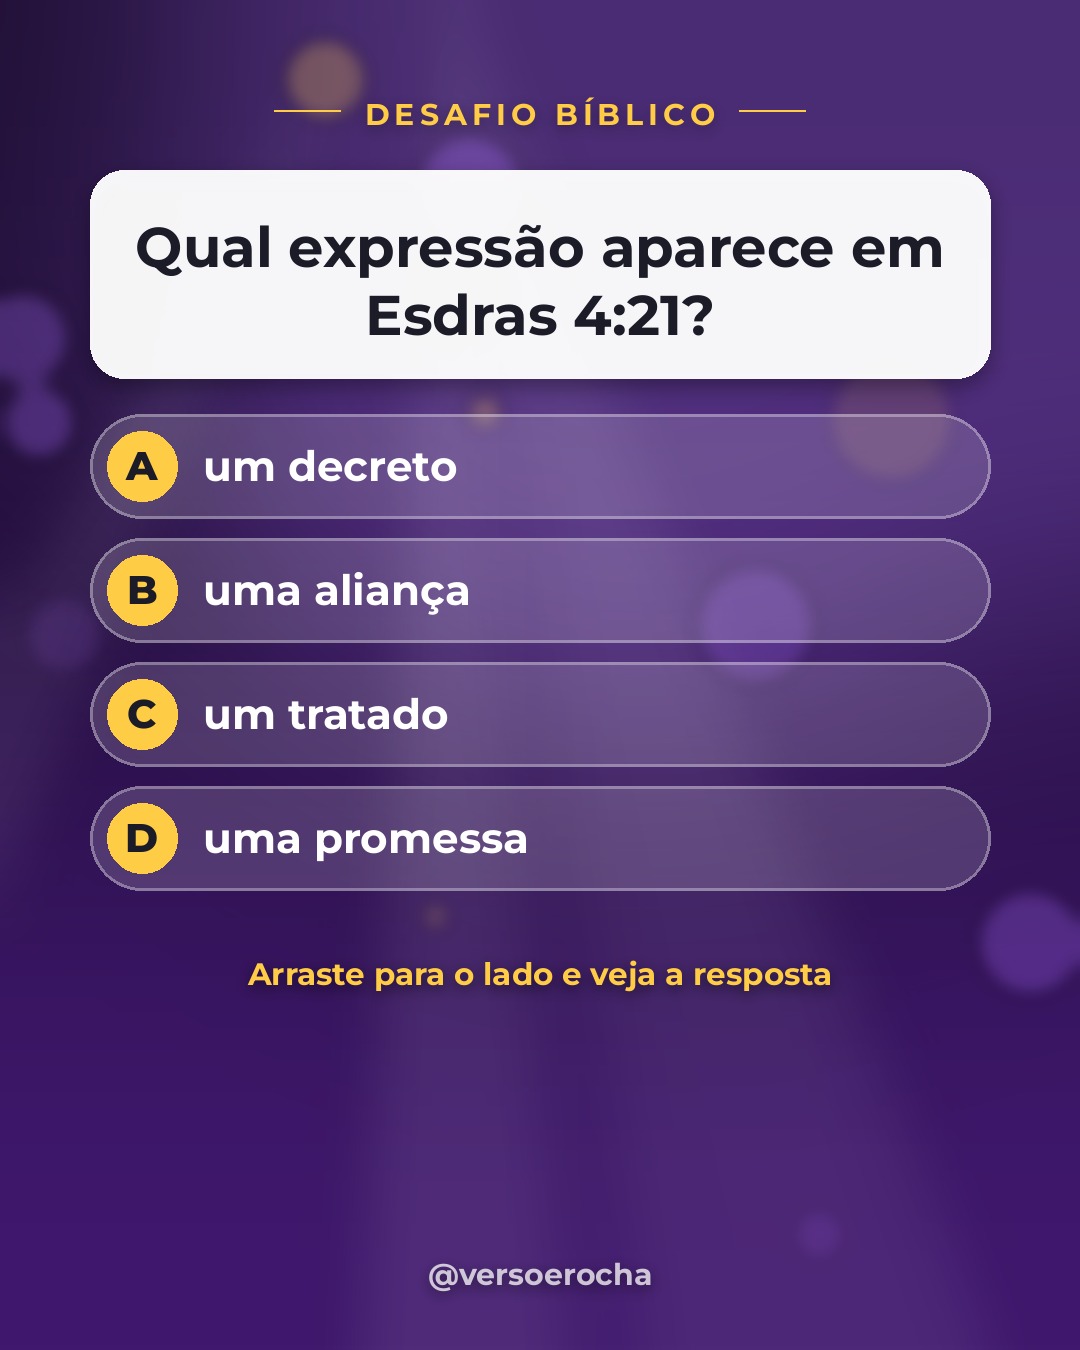 DESAFIO BÍBLICO
Qual expressão aparece em
Esdras 4:21?
A um decreto
B uma aliança
C um tratado
D uma promessa
Arraste para o lado e veja a resposta
@versoerocha